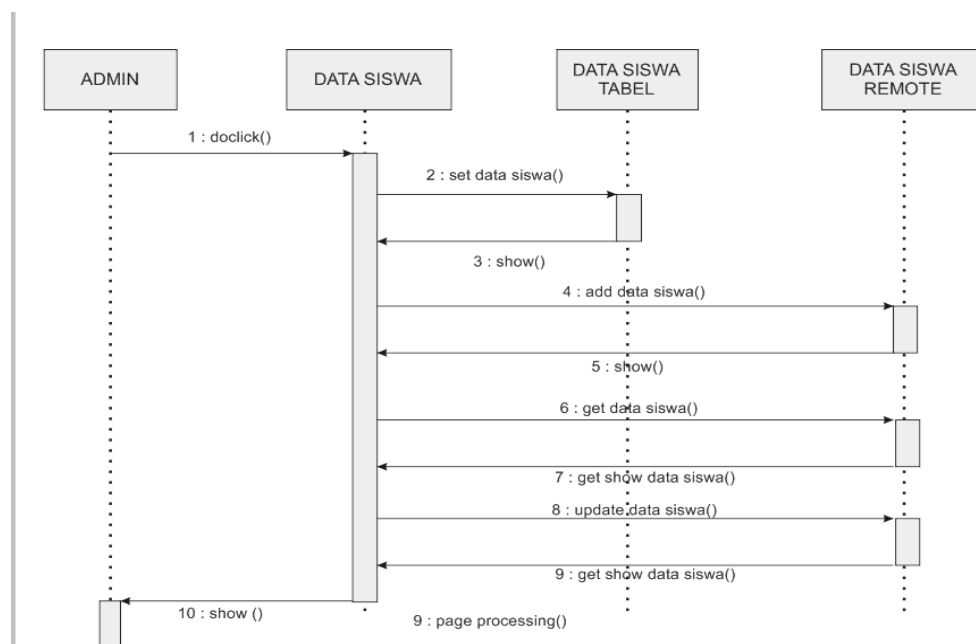 ADMIN
DATA SISWA
DATA SISWA
TABEL
DATA SISWA
REMOTE
1 : doclick()
2 : set data siswa()
3 : show()
4 : add data siswa()
5 : show()
6 : get data siswa()
7 : get show data siswa()
8 : update data siswa()
9 : get show data siswa()
10 : show ()
9 : page processing()